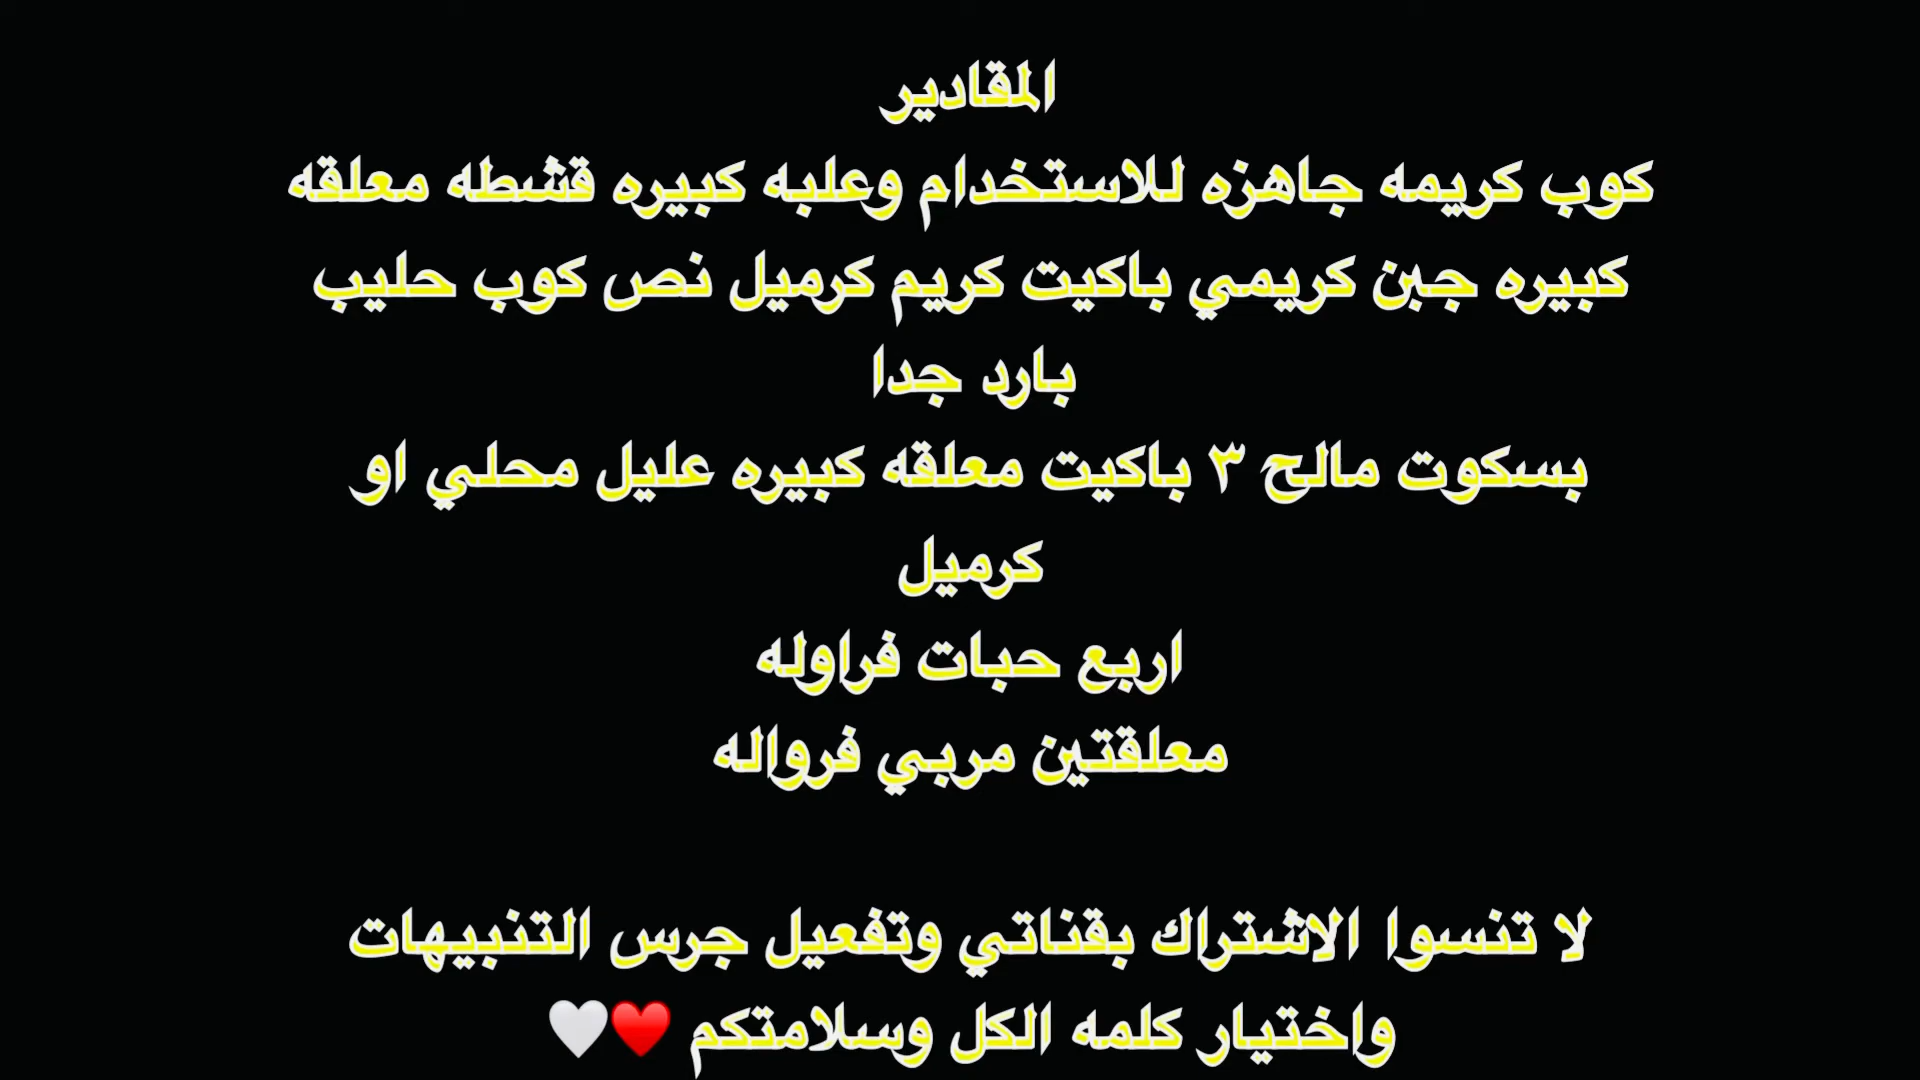 المقادير
كوب كريمه جاهزه للاستخدام وعلبه كبيره قشطه معلقه
كبيره جبن كريمي باكيت كريم كرميل نص كوب حليب
بارد جدا
بسكوت مالح ٣ باكيت معلقه كبيره عليل محلي او
كرميل
اربع حبات فراوله
معلقتين مربي فرواله
لا تنسوا الاشتراك بقناتي وتفعيل جرس التنبيهات
واختيار كلمه الكل وسلامتكم ♥️🤍